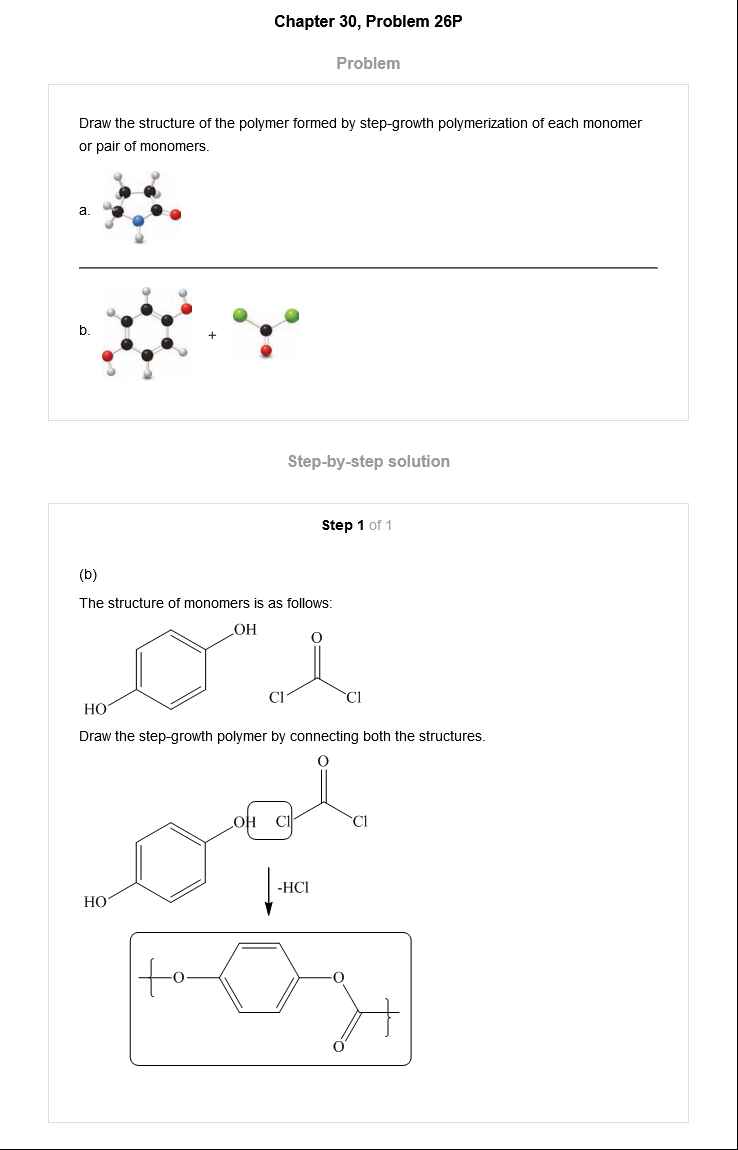 Chapter 30, Problem 26P
Problem
Draw the structure of the polymer formed by step-growth polymerization of each monomer
or pair of monomers.
a.
b.
+
Step-by-step solution
Step 1 of 1
(b)
The structure of monomers is as follows:
OH
O
Cl
Cl
HO
Draw the step-growth polymer by connecting both the structures.
O
OH
Cl
Cl
HO
-HCl
O
O
O